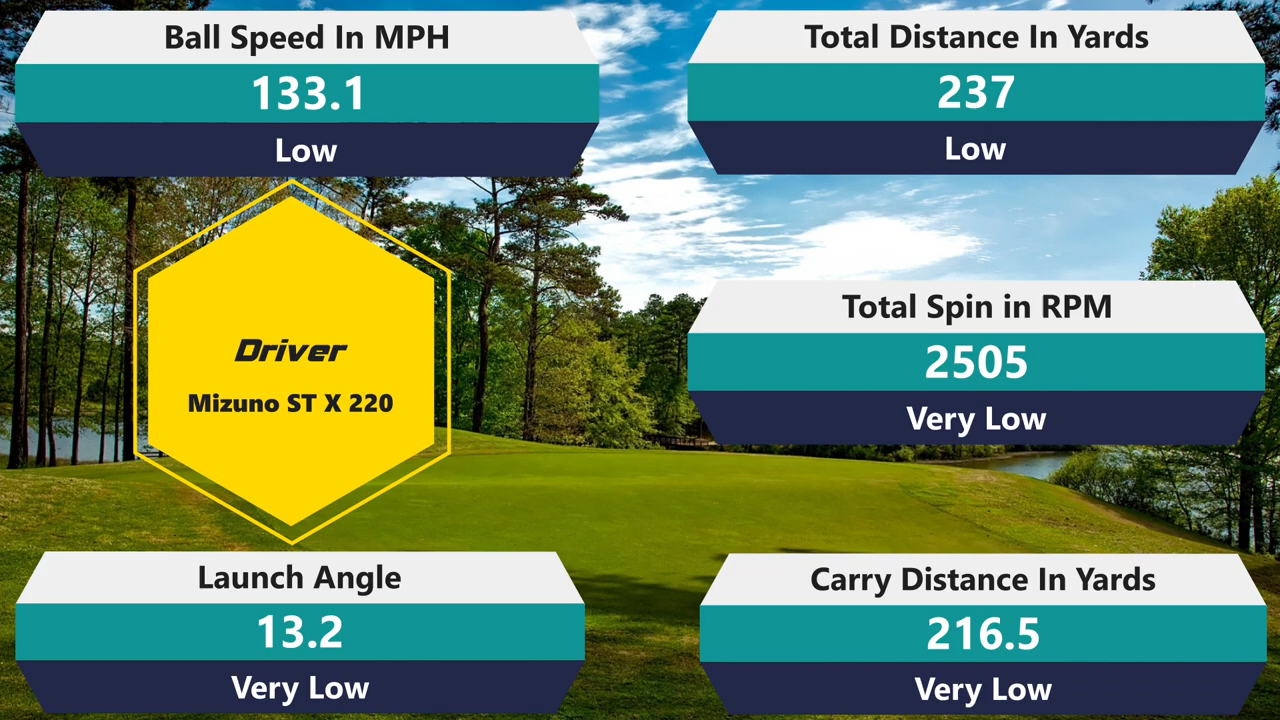 Ball Speed In MPH
133.1
Low
Total Distance In Yards
237
Low
Driver
Mizuno ST X 220
Total Spin in RPM
2505
Very Low
Launch Angle
13.2
Very Low
Carry Distance In Yards
216.5
Very Low